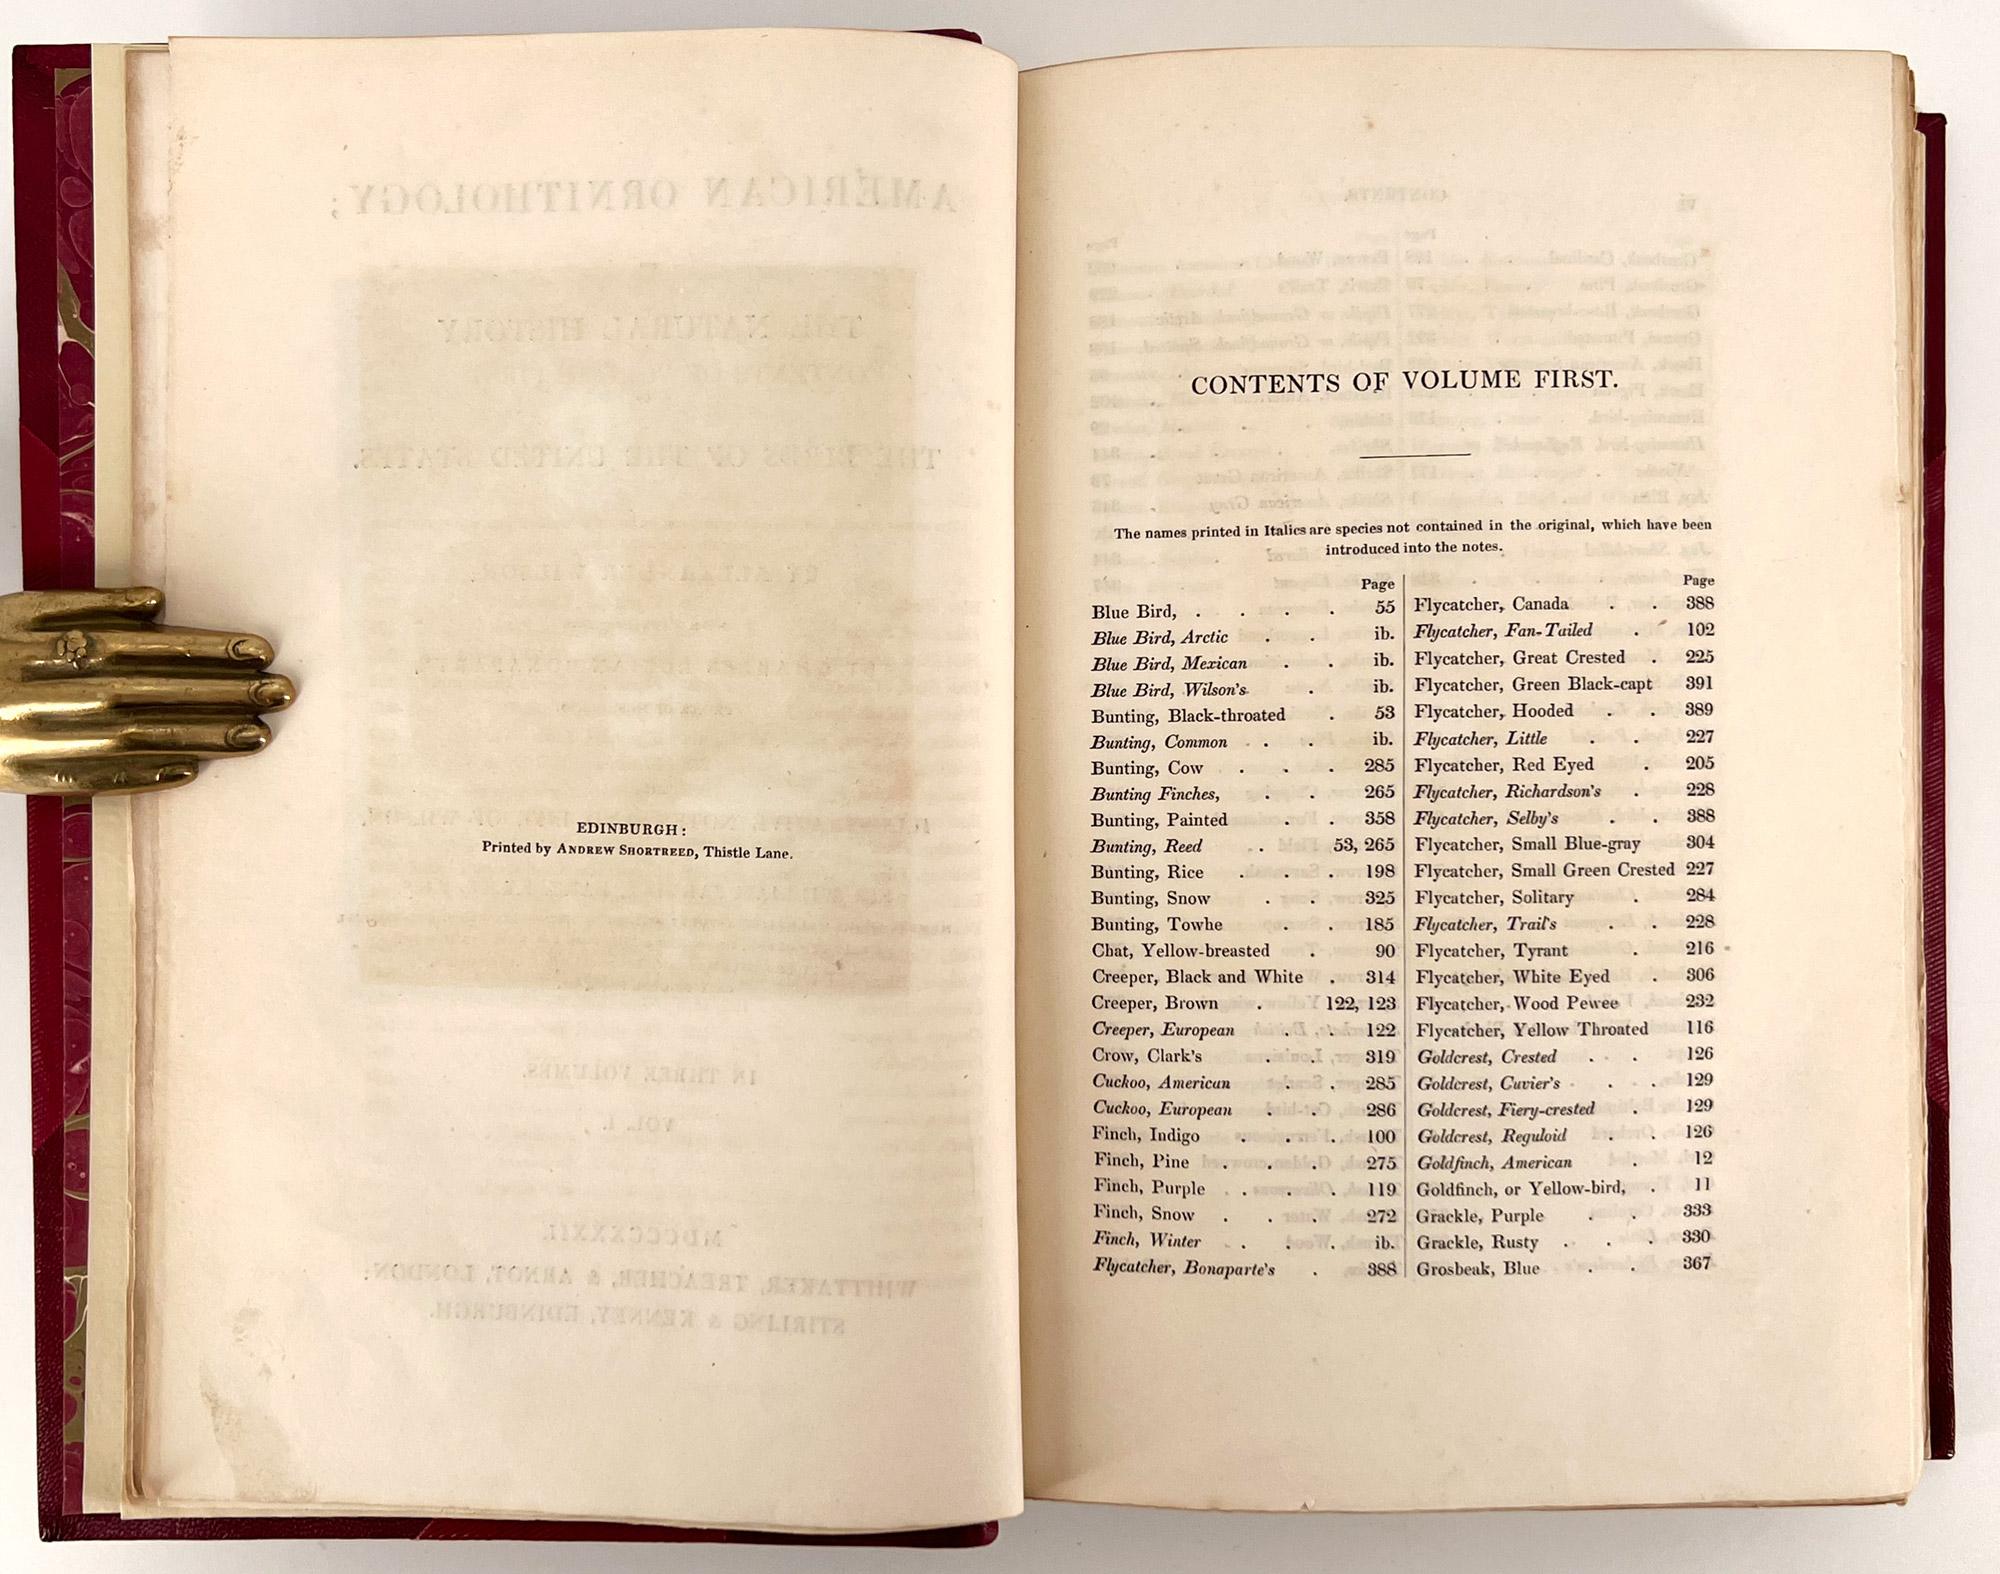 EDINBURGH:
Printed by ANDREW SHORTREED, Thistle Lane.
CONTENTS OF VOLUME FIRST.
The names printed in Italics are species not contained in the original, which have been
introduced into the notes.
Page
Blue Bird, . . . . 55
Blue Bird, Arctic . . ib.
Blue Bird, Mexican . . ib.
Blue Bird, Wilson's . ib.
Bunting, Black-throated . 53
Bunting, Common . . ib.
Bunting, Cow . . . 285
Bunting Finches, . . 265
Bunting, Painted . . 358
Bunting, Reed . 53, 265
Bunting, Rice . . . 198
Bunting, Snow . . 325
Bunting, Towhe . . 185
Chat, Yellow-breasted . 90
Creeper, Black and White . 314
Creeper, Brown . 122, 123
Creeper, European . . 122
Crow, Clark's . . 319
Cuckoo, American . . 285
Cuckoo, European . . 286
Finch, Indigo . . . 100
Finch, Pine . . . 275
Finch, Purple . . . 119
Finch, Snow . . . 272
Finch, Winter . . . ib.
Flycatcher, Bonaparte's . 388
Page
Flycatcher, Canada . . 388
Flycatcher, Fan-Tailed . 102
Flycatcher, Great Crested . 225
Flycatcher, Green Black-capt 391
Flycatcher, Hooded . . 389
Flycatcher, Little . . 227
Flycatcher, Red Eyed . 205
Flycatcher, Richardson's . 228
Flycatcher, Selby's . . 388
Flycatcher, Small Blue-gray 304
Flycatcher, Small Green Crested 227
Flycatcher, Solitary . 284
Flycatcher, Trail's . . 228
Flycatcher, Tyrant . 216
Flycatcher, White Eyed . 306
Flycatcher, Wood Pewee 232
Flycatcher, Yellow Throated 116
Goldcrest, Crested . . 126
Goldcrest, Cuvier's . . 129
Goldcrest, Fiery-crested . 129
Goldcrest, Reguloid . . 126
Goldfinch, American . 12
Goldfinch, or Yellow-bird, . 11
Grackle, Purple . . 333
Grackle, Rusty . . . 330
Grosbeak, Blue . . 367